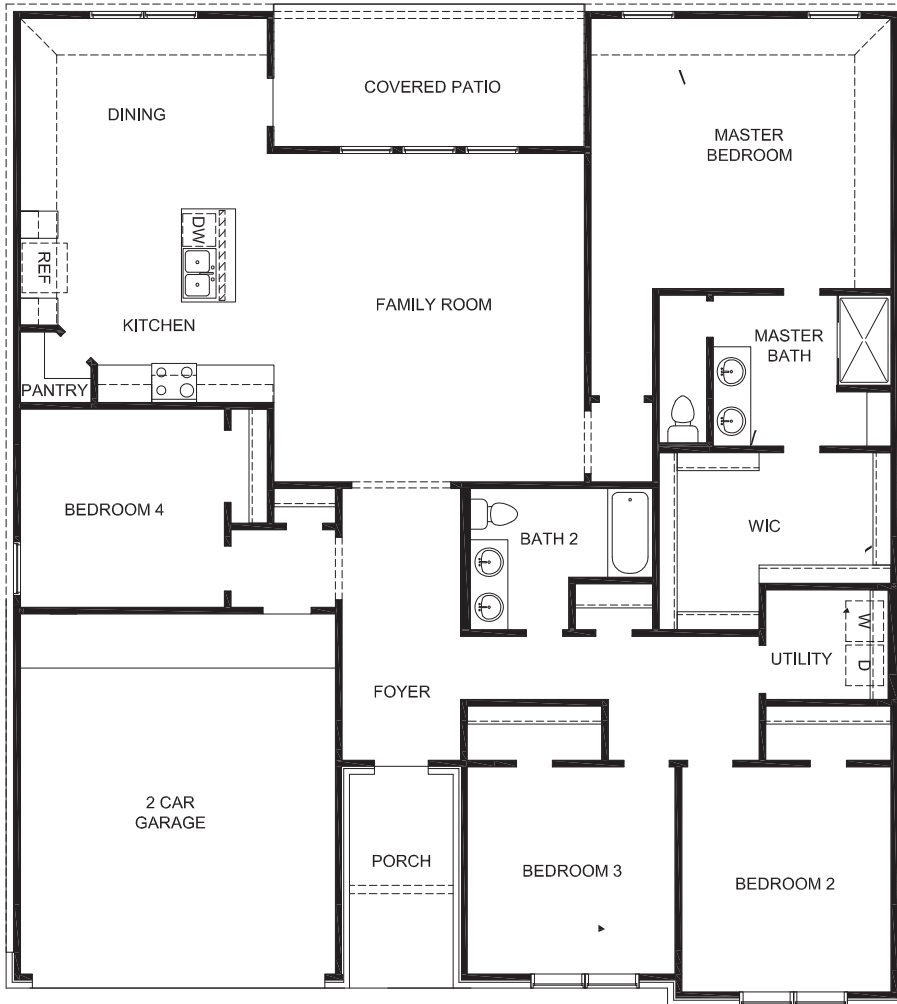 COVERED PATIO
DINING
MASTER
BEDROOM
DW
REF
FAMILY ROOM
KITCHEN
MASTER
BATH
PANTRY
BEDROOM 4
WIC
BATH 2
W
UTILITY
D
FOYER
2 CAR
GARAGE
PORCH
BEDROOM 3
BEDROOM 2